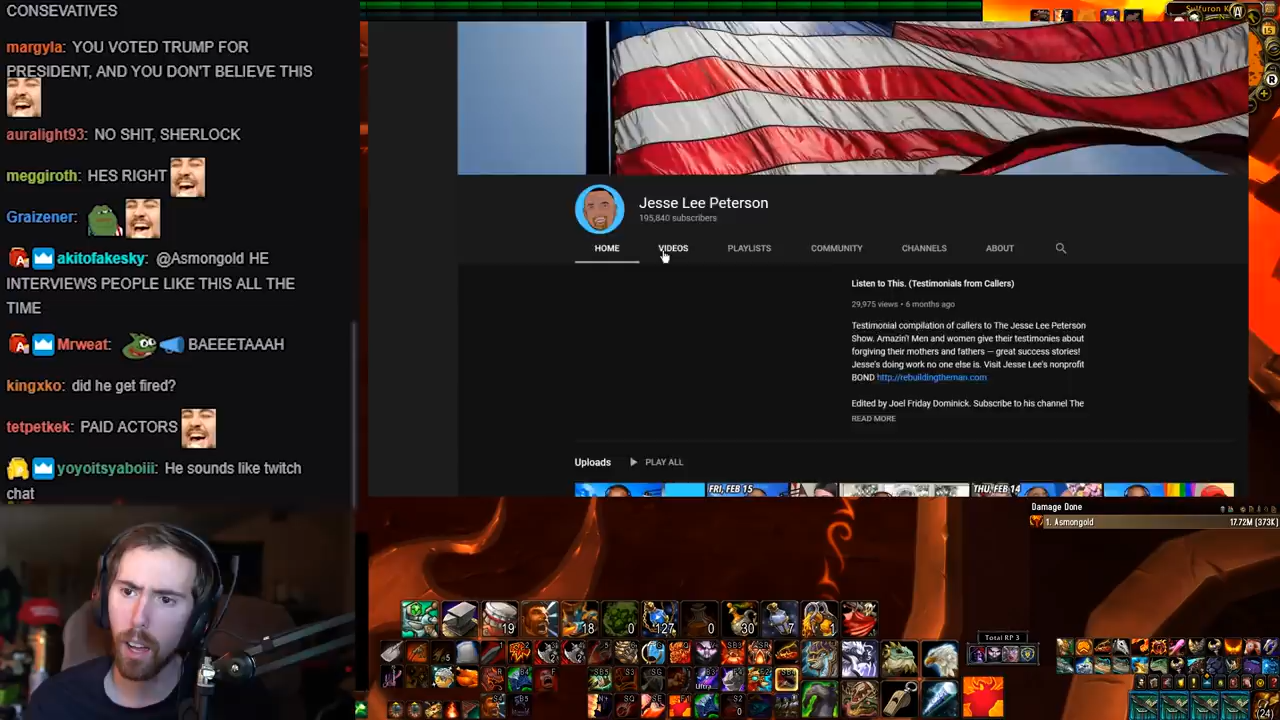 CONSEVATIVES
margyla: YOU VOTED TRUMP FOR
PRESIDENT, AND YOU DON'T BELIEVE THIS
auralight93: NO SHIT, SHERLOCK
meggiroth: HES RIGHT
Graizener:
akitofakesky: @Asmongold HE
INTERVIEWS PEOPLE LIKE THIS ALL THE
TIME
Mrweat: BAEEETAAAH
kingxko: did he get fired?
tetpetkek: PAID ACTORS
yoyoitsyaboiii: He sounds like twitch
chat
Jesse Lee Peterson
195,840 subscribers
HOME VIDEOS PLAYLISTS COMMUNITY CHANNELS ABOUT
Listen to This. (Testimonials from Callers)
29,975 views • 6 months ago
Testimonial compilation of callers to The Jesse Lee Peterson
Show. Amazin'! Men and women give their testimonies about
forgiving their mothers and fathers — great success stories!
Jesse's doing work no one else is. Visit Jesse Lee's nonprofit
BOND http://rebuildingtheman.com
Edited by Joel Friday Dominick. Subscribe to his channel The
READ MORE
Uploads PLAY ALL
FRI, FEB 15
THU, FEB 14
Damage Done
1. Asmongold 17.72M (373K)
19 18 0 127 0 30 7
Total RP 3
(24)